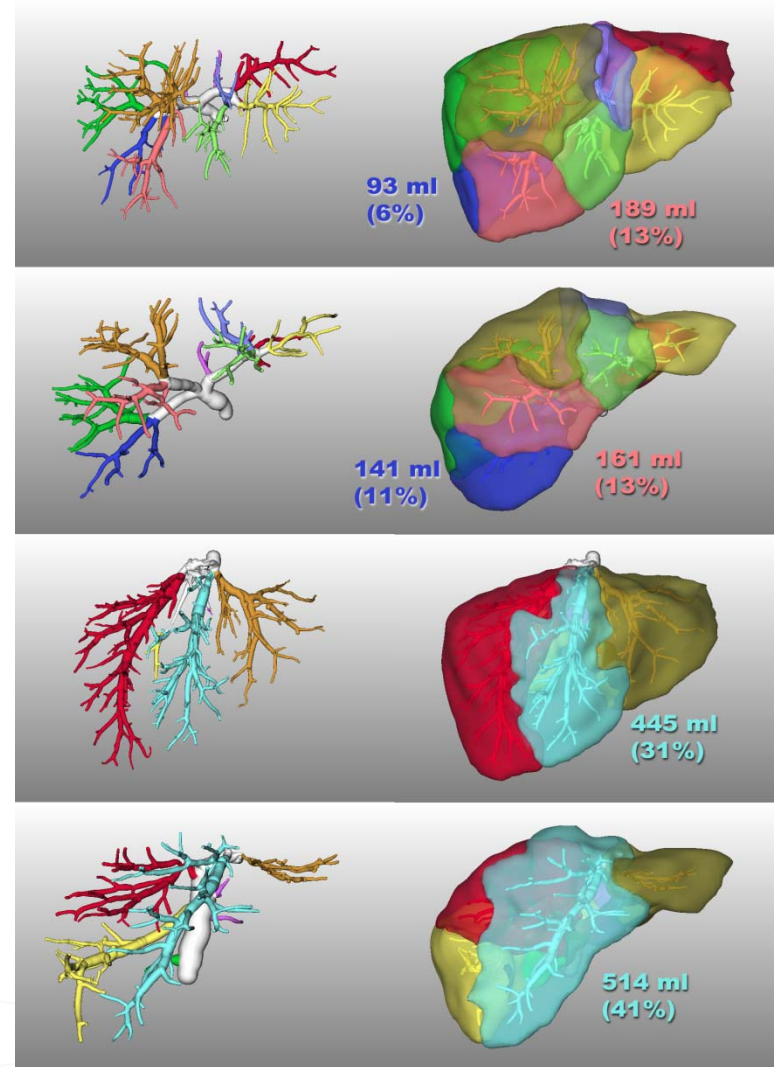 93 ml
(6%)
189 ml
(13%)
141 ml
(11%)
161 ml
(13%)
445 ml
(31%)
514 ml
(41%)